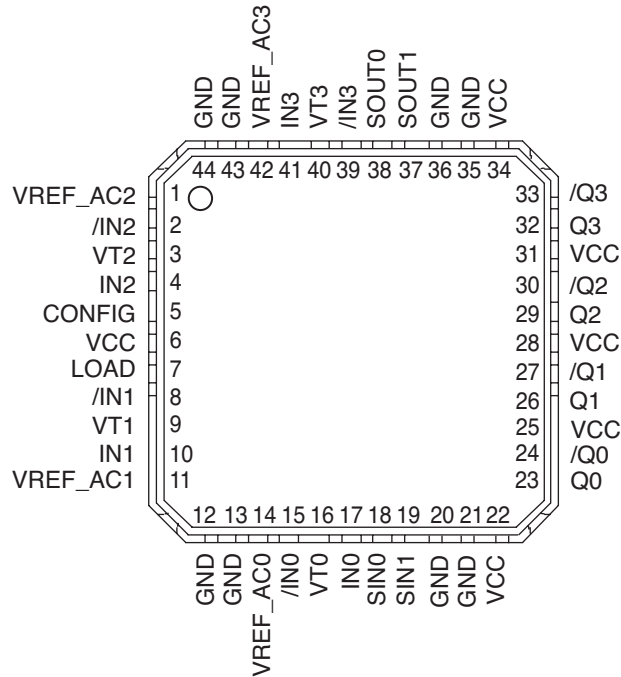 GND
GND
VREF_AC3
IN3
VT3
/IN3
SOUT0
SOUT1
GND
GND
VCC
44 43 42 41 40 39 38 37 36 35 34
VREF_AC2 1
/IN2 2
VT2 3
IN2 4
CONFIG 5
VCC 6
LOAD 7
/IN1 8
VT1 9
IN1 10
VREF_AC1 11
33 /Q3
32 Q3
31 VCC
30 /Q2
29 Q2
28 VCC
27 /Q1
26 Q1
25 VCC
24 /Q0
23 Q0
12 13 14 15 16 17 18 19 20 21 22
GND
GND
VREF_AC0
/IN0
VT0
IN0
SIN0
SIN1
GND
GND
VCC